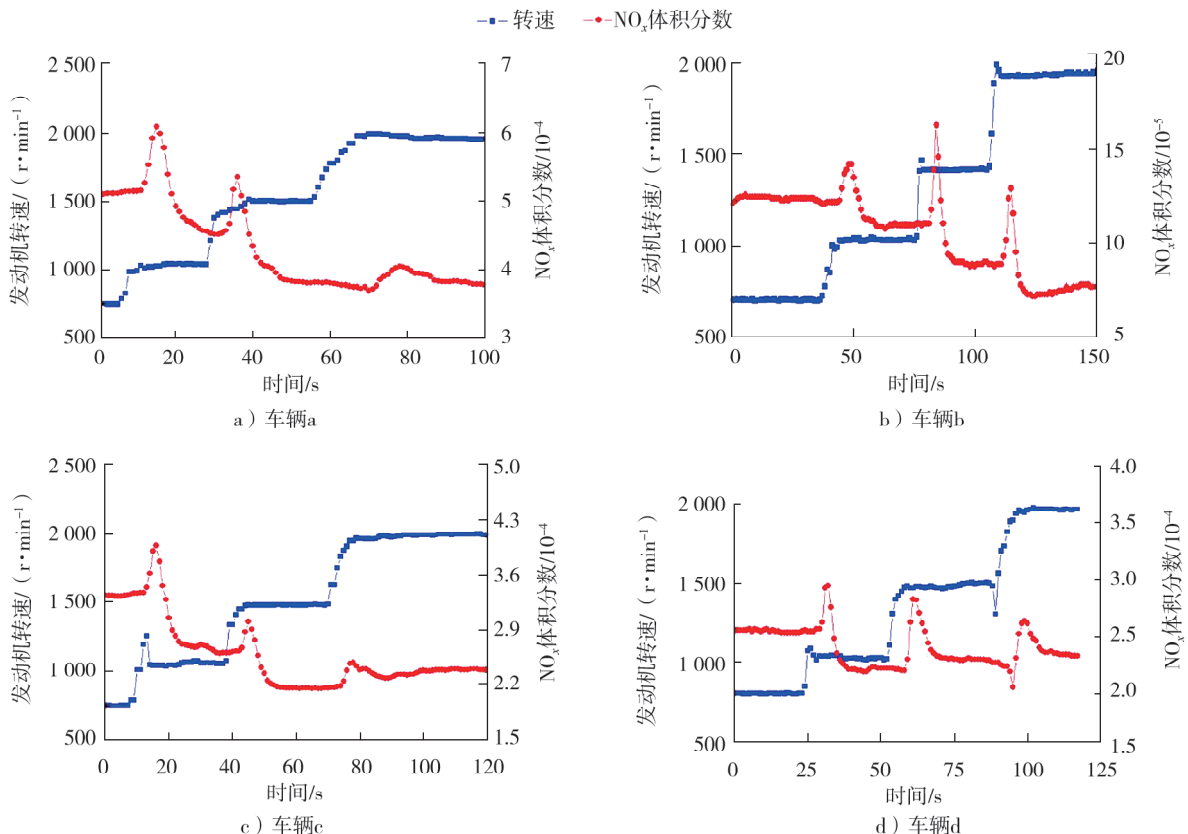 转速 NOx体积分数
2 500
2 000
1 500
1 000
500
发动机转速/（r•min−1）
7
6
5
4
3
NOx体积分数/10−4
0 20 40 60 80 100
时间/s
a）车辆a
2 000
1 500
1 000
500
发动机转速/（r•min−1）
20
15
10
5
NOx体积分数/10−5
0 50 100 150
时间/s
b）车辆b
2 500
2 000
1 500
1 000
500
发动机转速/（r•min−1）
5.0
4.3
3.6
2.9
2.2
1.5
NOx体积分数/10−4
0 20 40 60 80 100 120
时间/s
c）车辆c
2 000
1 500
1 000
500
发动机转速/（r•min−1）
4.0
3.5
3.0
2.5
2.0
1.5
NOx体积分数/10−4
0 25 50 75 100 125
时间/s
d）车辆d